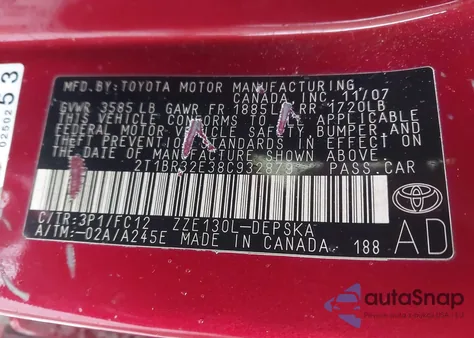 MFD. BY TOYOTA MOTOR MANUFACTURING
CANADA, INC. 11/07
GVWR 3585 LB GAWR FR 1885LB RR 1720LB
THIS VEHICLE CONFORMS TO ALL APPLICABLE
FEDERAL MOTOR VEHICLE SAFETY, BUMPER, AND
THEFT PREVENTION STANDARDS IN EFFECT ON
THE DATE OF MANUFACTURE SHOWN ABOVE.
2T1BR32E38C932879 PASS.CAR
C/TR:3P1/FC12 ZZE130L-DEPSKA
A/TM:-02A/A245E MADE IN CANADA 188
AD
0250253
autoSnap